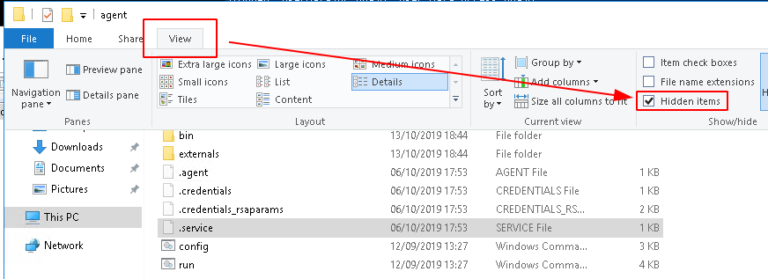 agent
File Home Share View
Preview pane
Details pane
Navigation pane
Panes
Extra large icons Large icons Medium icons
Small icons List Details
Tiles Content
Layout
Sort by
Group by
Add columns
Size all columns to fit
Current view
Item check boxes
File name extensions
Hidden items
Show/hide
Downloads
Documents
Pictures
This PC
Network
bin 13/10/2019 18:44 File folder
externals 13/10/2019 18:44 File folder
.agent 06/10/2019 17:53 AGENT File 1 KB
.credentials 06/10/2019 17:53 CREDENTIALS File 1 KB
.credentials_rsaparams 06/10/2019 17:53 CREDENTIALS_RS... 2 KB
.service 06/10/2019 17:53 SERVICE File 1 KB
config 12/09/2019 13:27 Windows Comma... 4 KB
run 12/09/2019 13:27 Windows Comma... 3 KB